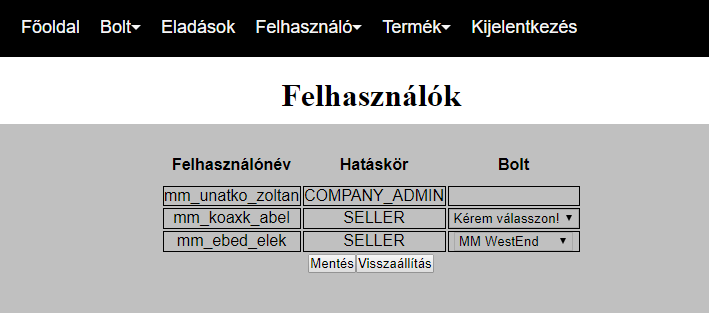 Főoldal Bolt Eladások Felhasználó Termék Kijelentkezés
Felhasználók
Felhasználónév Hatáskör Bolt
mm_unatko_zoltan COMPANY_ADMIN
mm_koaxk_abel SELLER Kérem válasszon!
mm_ebed_elek SELLER MM WestEnd
Mentés Visszaállítás